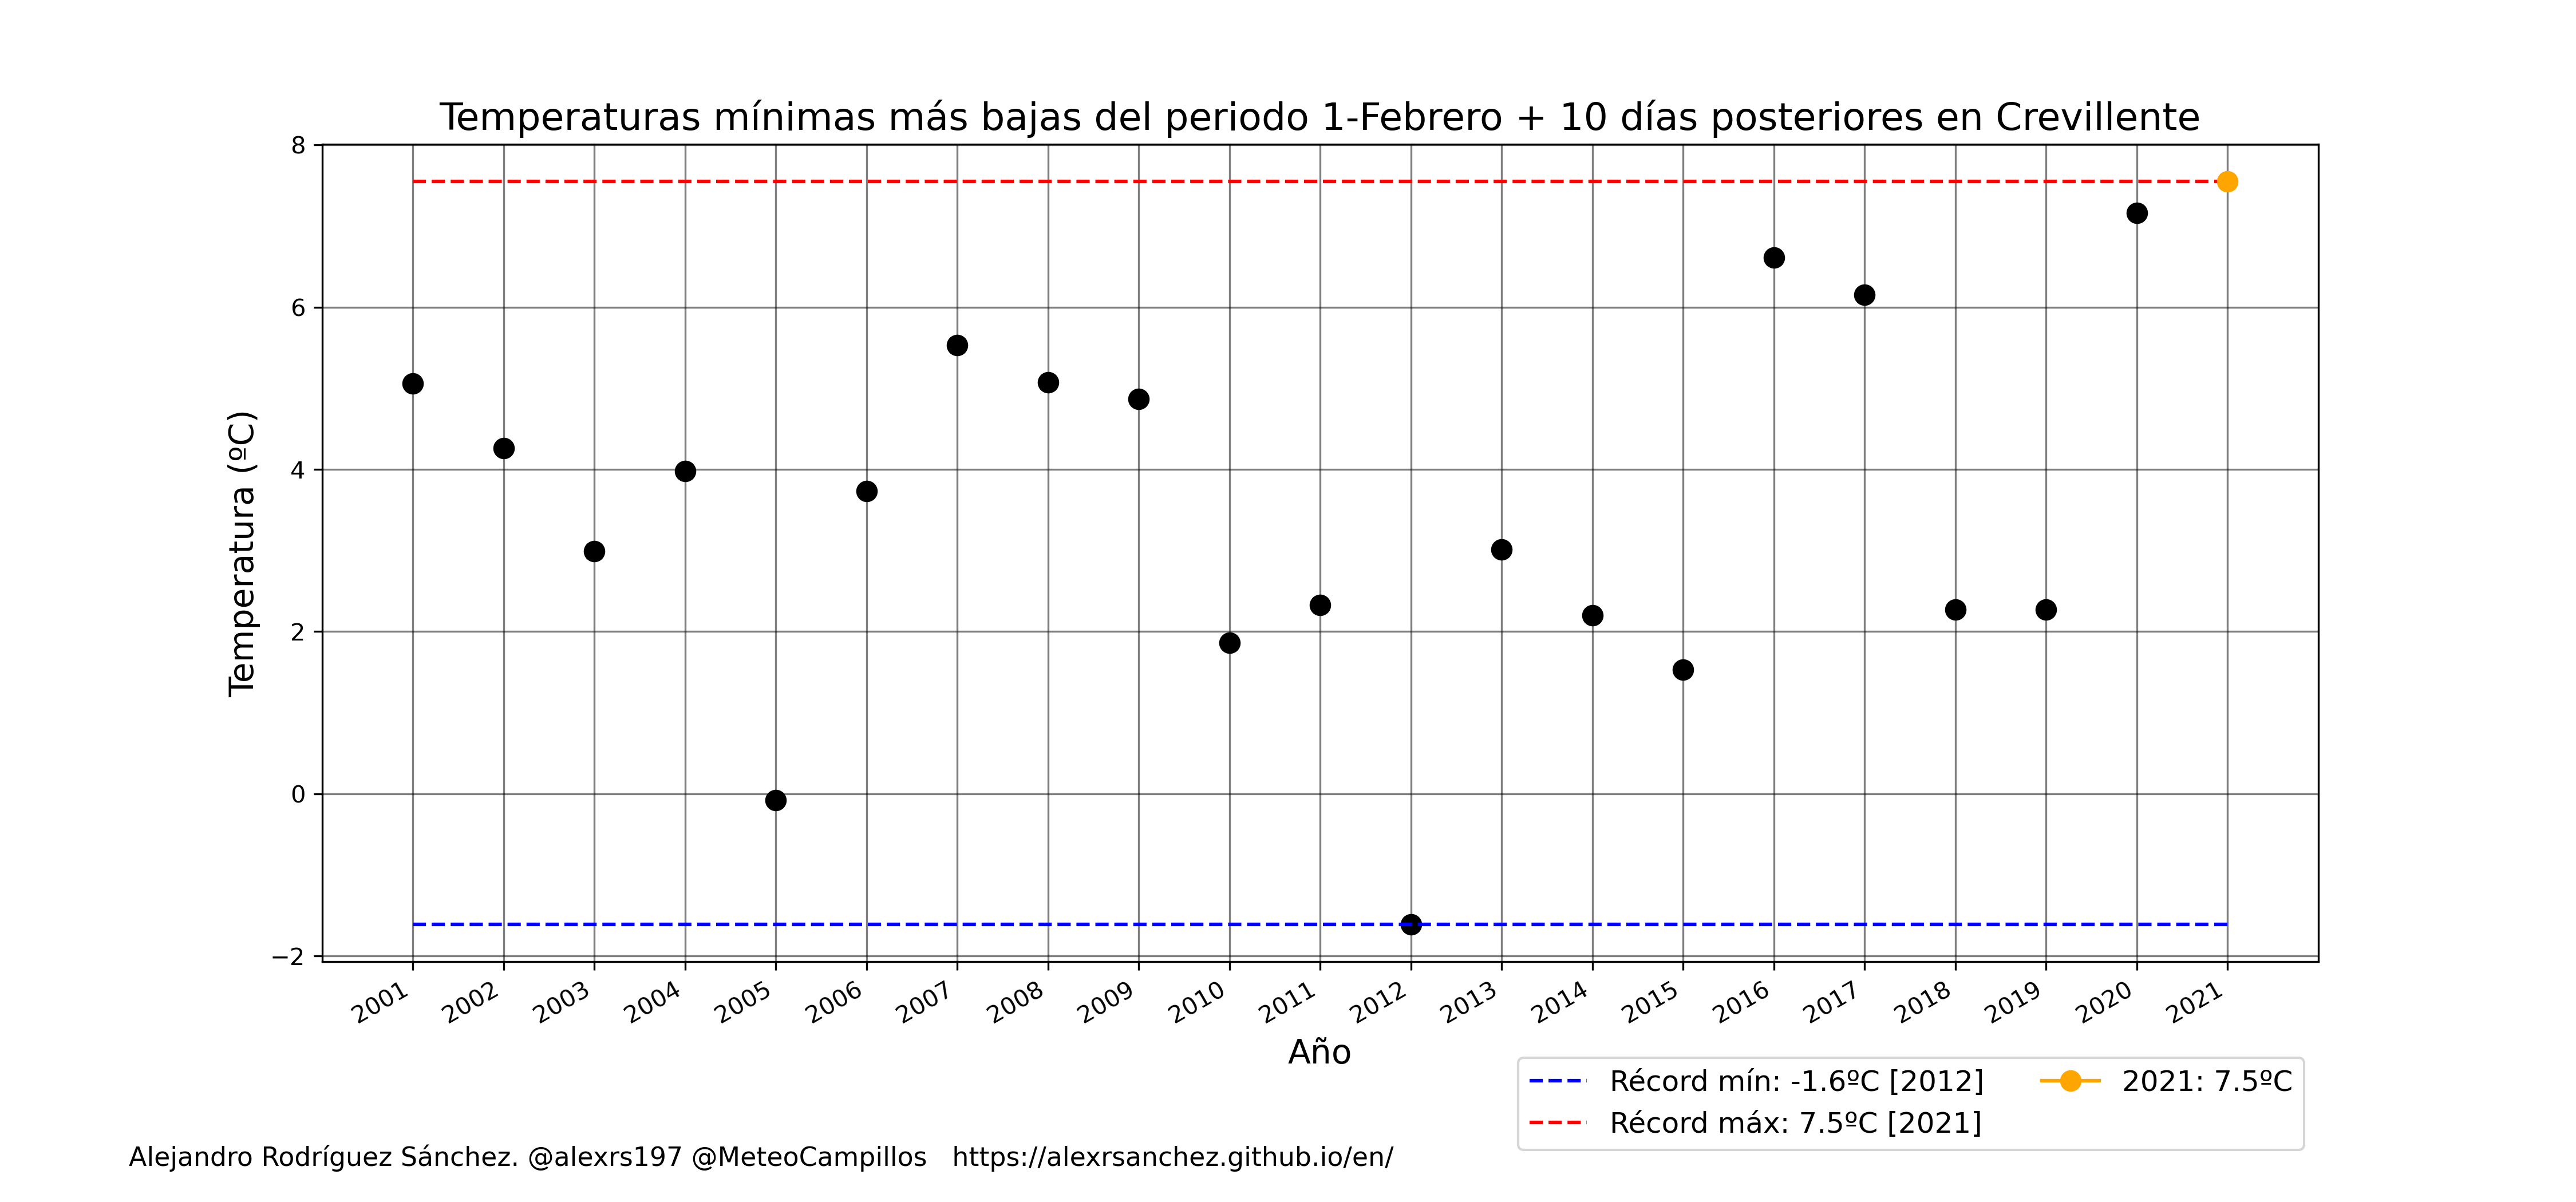 Temperaturas mínimas más bajas del periodo 1-Febrero + 10 días posteriores en Crevillente
8
6
4
2
0
−2
Temperatura (ºC)
2001 2002 2003 2004 2005 2006 2007 2008 2009 2010 2011 2012 2013 2014 2015 2016 2017 2018 2019 2020 2021
Año
Récord mín: -1.6ºC [2012]
Récord máx: 7.5ºC [2021]
2021: 7.5ºC
Alejandro Rodríguez Sánchez. @alexrs197 @MeteoCampillos https://alexrsanchez.github.io/en/